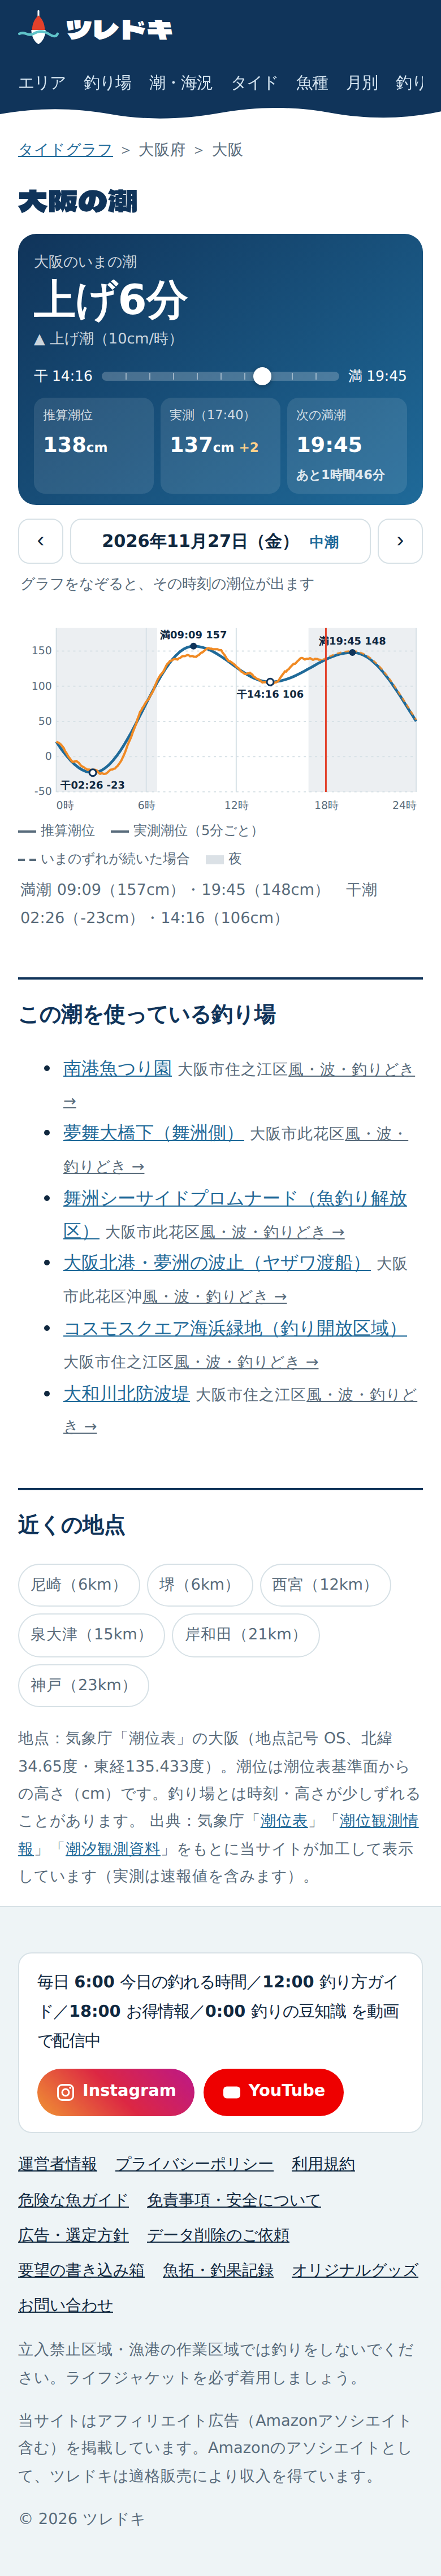 ツレドキ
エリア 釣り場 潮・海況 タイド 魚種 月別 釣り
タイドグラフ ＞ 大阪府 ＞ 大阪
大阪の潮
大阪のいまの潮
上げ6分
▲ 上げ潮（10cm/時）
干 14:16 満 19:45
推算潮位 実測（17:40） 次の満潮
138cm 137cm +2 19:45
あと1時間46分
‹ 2026年11月27日（金） 中潮 ›
グラフをなぞると、その時刻の潮位が出ます
満09:09 157 満19:45 148
150
100
干14:16 106
50
0
-50 干02:26 -23
0時 6時 12時 18時 24時
推算潮位 実測潮位（5分ごと）
いまのずれが続いた場合 夜
満潮 09:09（157cm）・19:45（148cm） 干潮
02:26（-23cm）・14:16（106cm）
この潮を使っている釣り場
• 南港魚つり園 大阪市住之江区風・波・釣りどき
→
• 夢舞大橋下（舞洲側） 大阪市此花区風・波・
釣りどき →
• 舞洲シーサイドプロムナード（魚釣り解放
区） 大阪市此花区風・波・釣りどき →
• 大阪北港・夢洲の波止（ヤザワ渡船） 大阪
市此花区沖風・波・釣りどき →
• コスモスクエア海浜緑地（釣り開放区域）
大阪市住之江区風・波・釣りどき →
• 大和川北防波堤 大阪市住之江区風・波・釣りど
き →
近くの地点
尼崎（6km） 堺（6km） 西宮（12km）
泉大津（15km） 岸和田（21km）
神戸（23km）
地点：気象庁「潮位表」の大阪（地点記号 OS、北緯
34.65度・東経135.433度）。潮位は潮位表基準面から
の高さ（cm）です。釣り場とは時刻・高さが少しずれる
ことがあります。 出典：気象庁「潮位表」「潮位観測情
報」「潮汐観測資料」をもとに当サイトが加工して表示
しています（実測は速報値を含みます）。
毎日 6:00 今日の釣れる時間／12:00 釣り方ガイ
ド／18:00 お得情報／0:00 釣りの豆知識 を動画
で配信中
Instagram YouTube
運営者情報 プライバシーポリシー 利用規約
危険な魚ガイド 免責事項・安全について
広告・選定方針 データ削除のご依頼
要望の書き込み箱 魚拓・釣果記録 オリジナルグッズ
お問い合わせ
立入禁止区域・漁港の作業区域では釣りをしないでくだ
さい。ライフジャケットを必ず着用しましょう。
当サイトはアフィリエイト広告（Amazonアソシエイト
含む）を掲載しています。Amazonのアソシエイトとし
て、ツレドキは適格販売により収入を得ています。
© 2026 ツレドキ